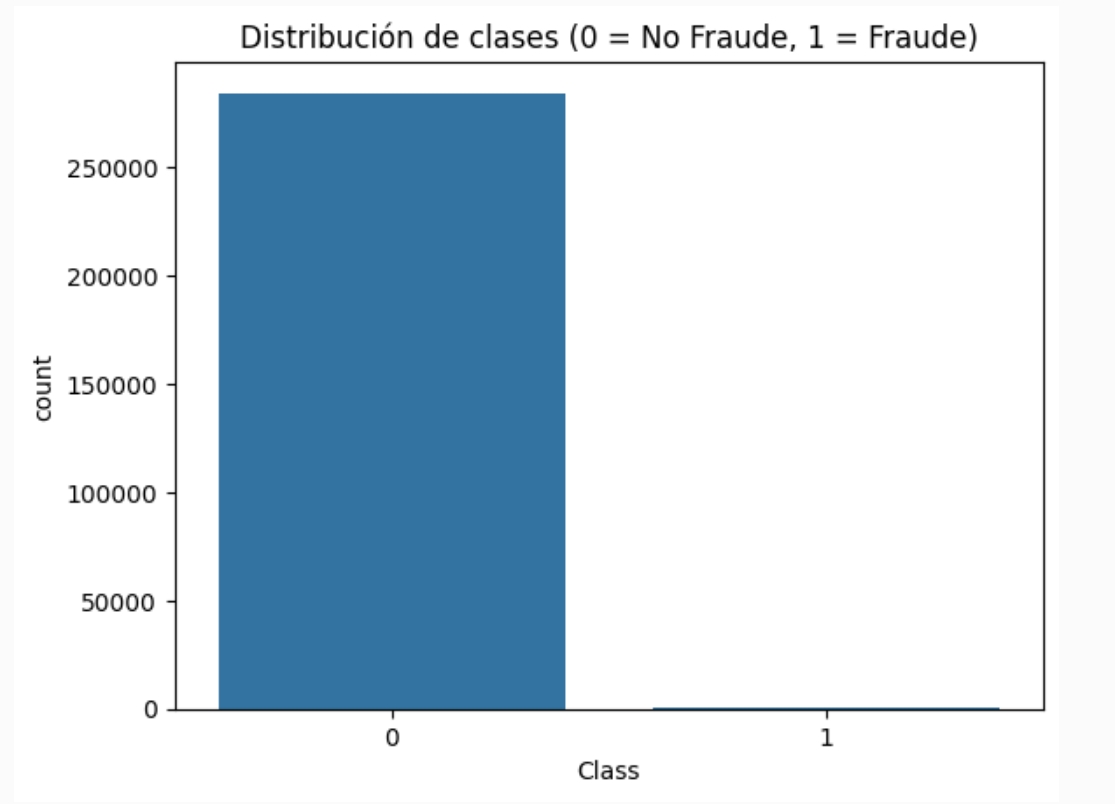 Distribución de clases (0 = No Fraude, 1 = Fraude)
250000
200000
150000
100000
50000
0
count
0 1
Class